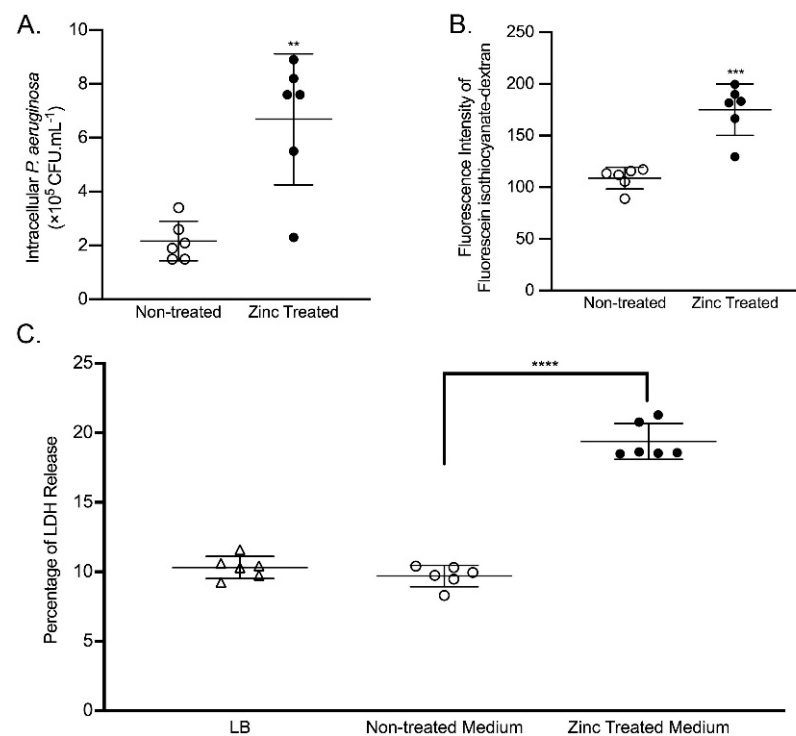 A.
10
8
6
4
2
0
Intracellular P. aeruginosa
(×10⁵ CFU.mL⁻¹)
**
Non-treated
Zinc Treated
B.
250
200
150
100
50
0
Fluorescence Intensity of
Fluorescein isothiocyanate-dextran
***
Non-treated
Zinc Treated
C.
25
20
15
10
5
0
Percentage of LDH Release
****
LB
Non-treated Medium
Zinc Treated Medium